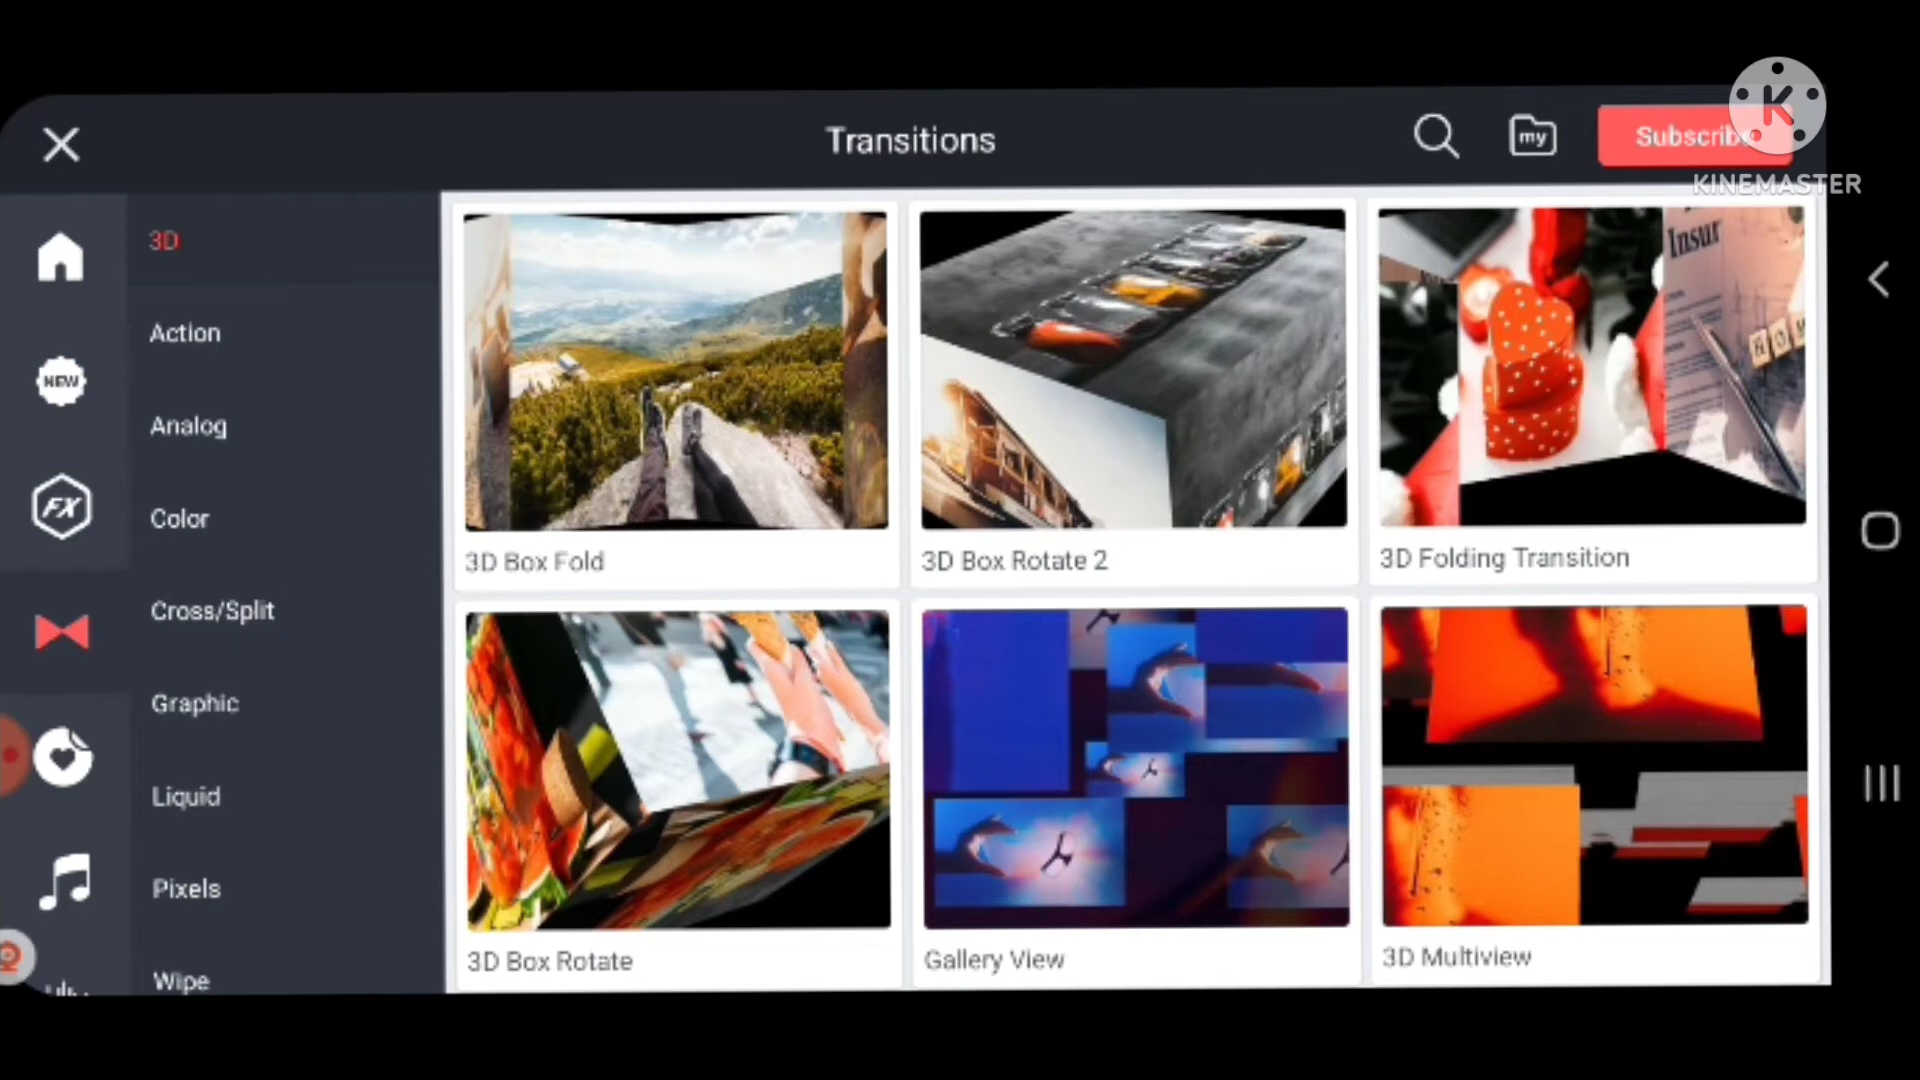 Transitions
my
Subscribe
K
KINEMASTER
3D
Action
NEW
Analog
FX
Color
Cross/Split
Graphic
Liquid
Pixels
Wipe
Insur
3D Box Fold
3D Box Rotate 2
3D Folding Transition
3D Box Rotate
Gallery View
3D Multiview